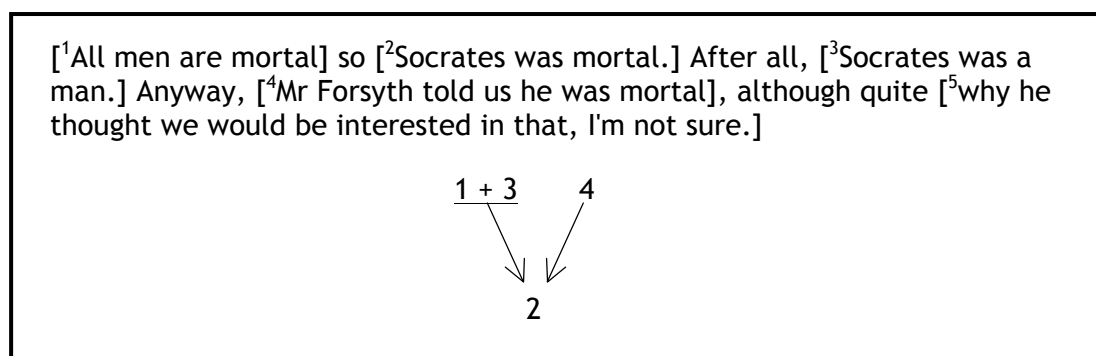 [¹All men are mortal] so [²Socrates was mortal.] After all, [³Socrates was a
man.] Anyway, [⁴Mr Forsyth told us he was mortal], although quite [⁵why he
thought we would be interested in that, I'm not sure.]
1 + 3 4
2